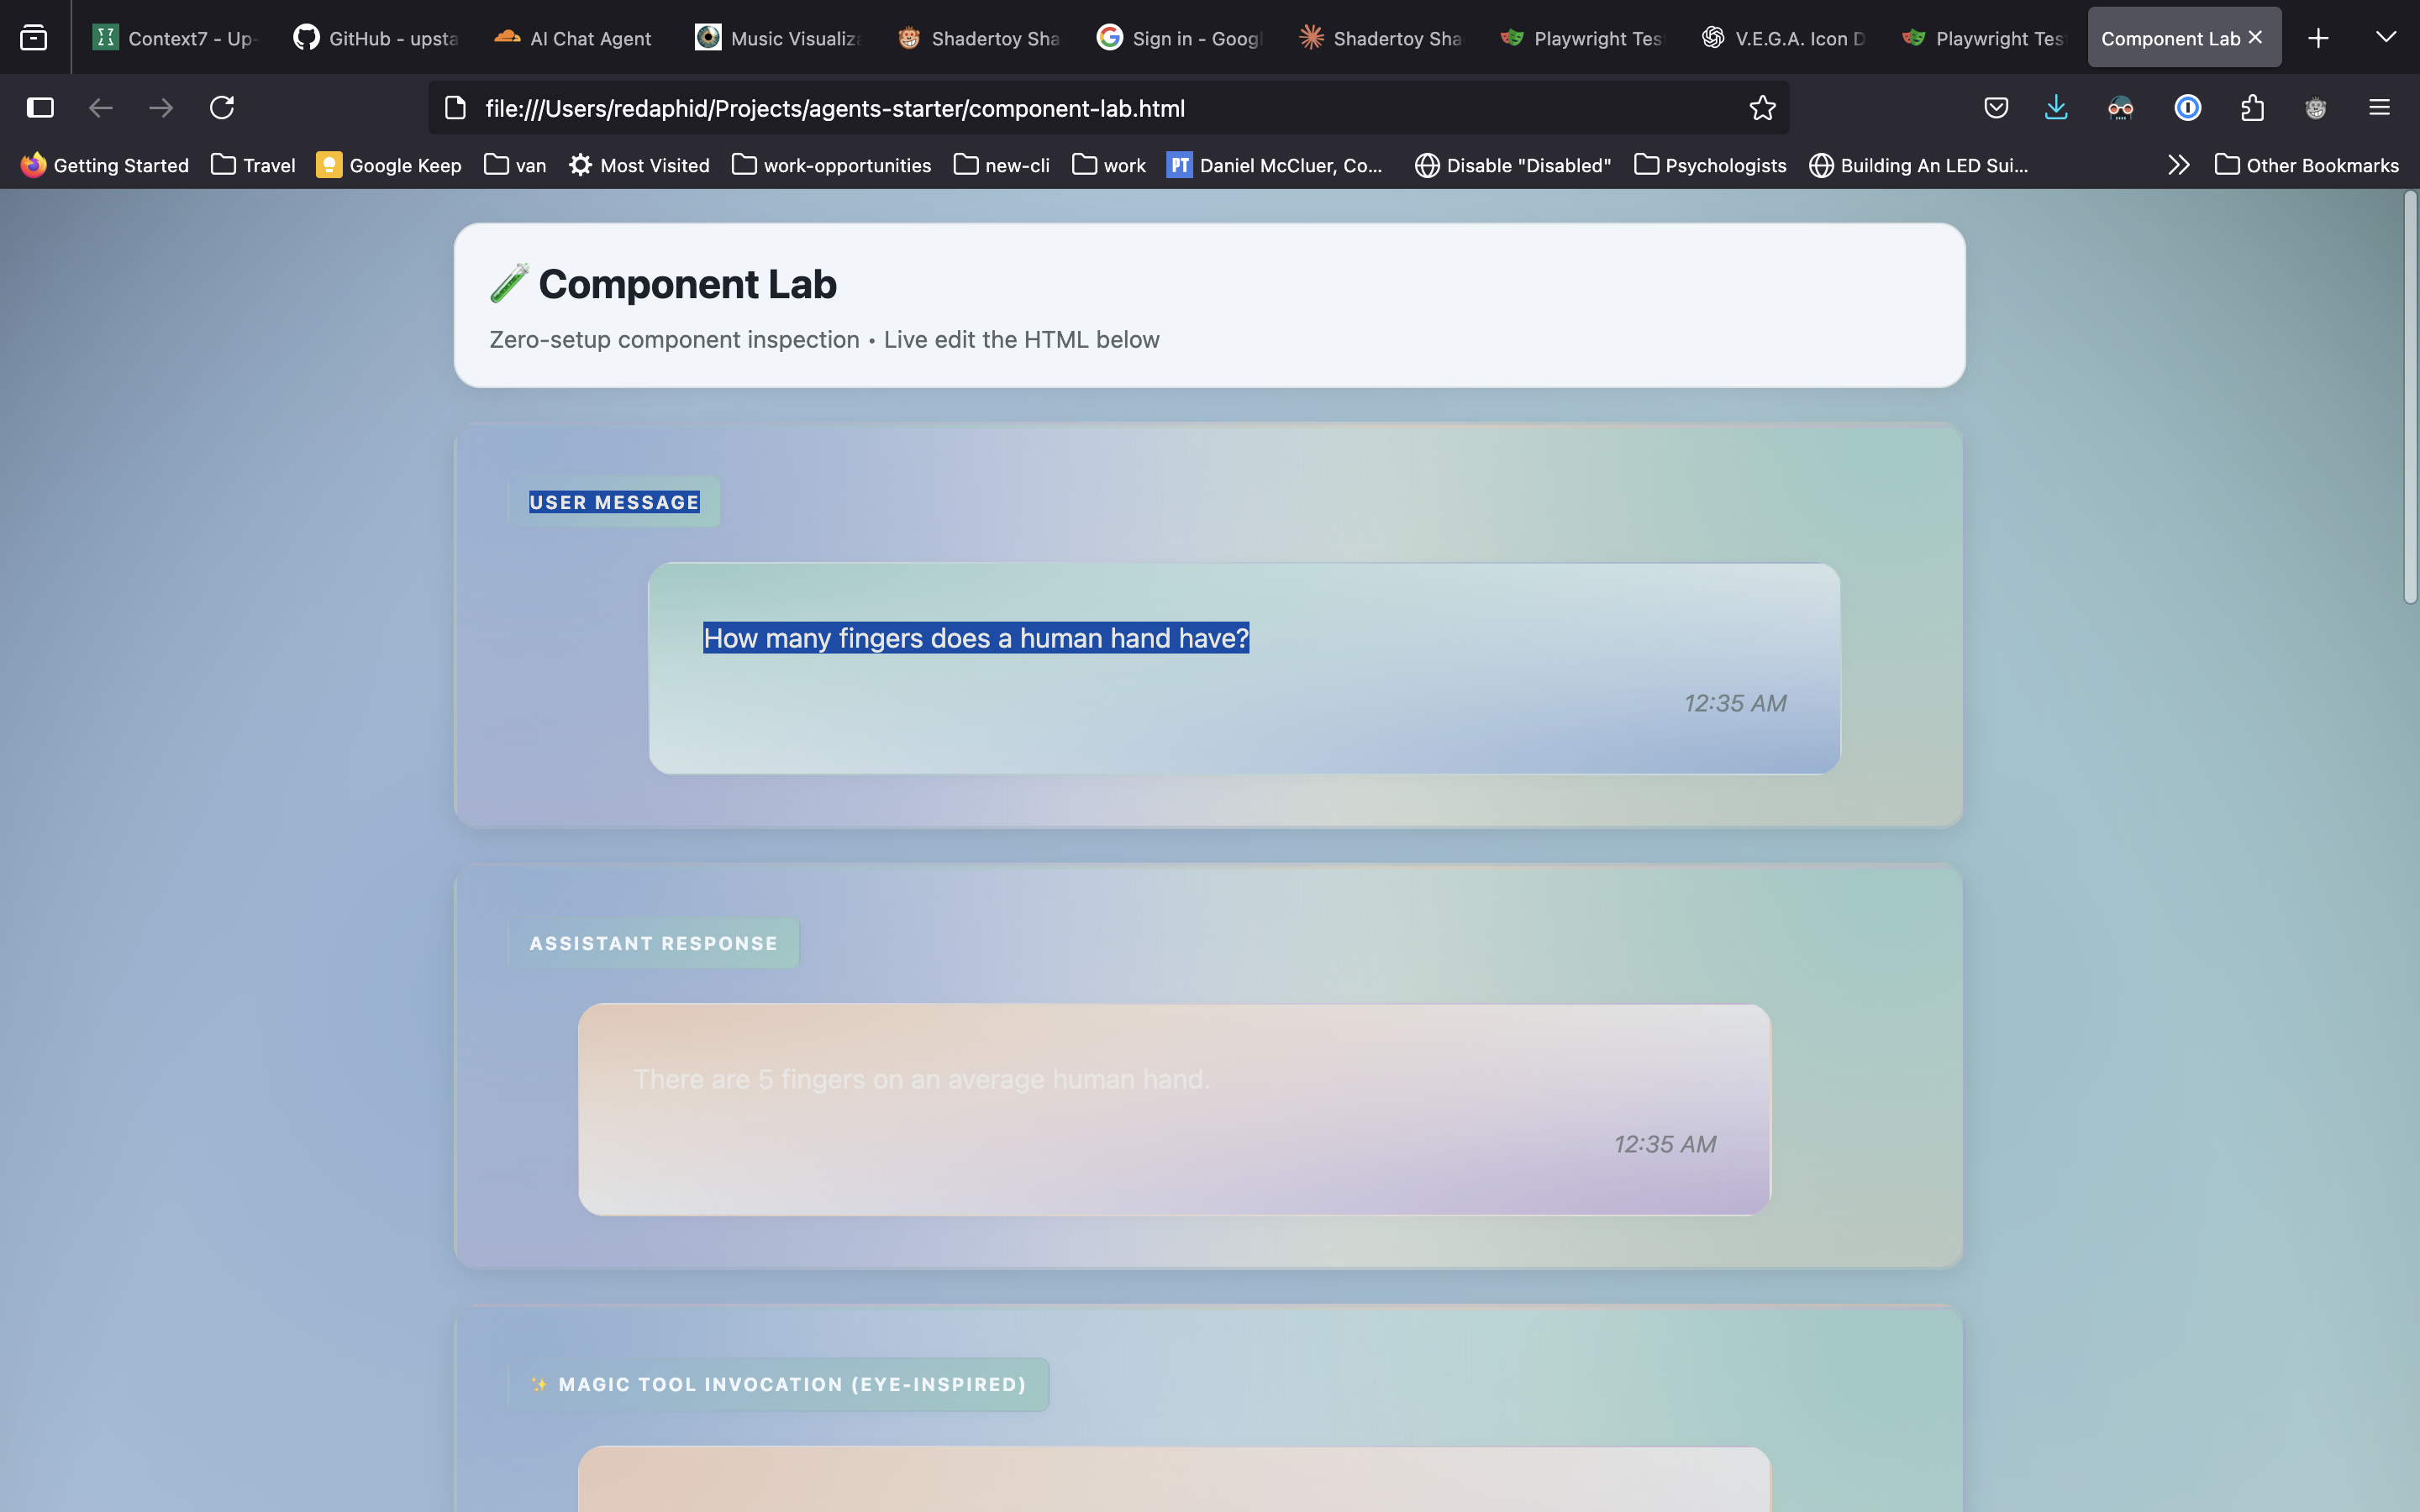 Context7 - Up-
GitHub - upsta
AI Chat Agent
Music Visualiza
Shadertoy Sha
Sign in - Googl
Shadertoy Sha
Playwright Tes
V.E.G.A. Icon D
Playwright Tes
Component Lab
file:///Users/redaphid/Projects/agents-starter/component-lab.html
Getting Started
Travel
Google Keep
van
Most Visited
work-opportunities
new-cli
work
PT
Daniel McCluer, Co...
Disable "Disabled"
Psychologists
Building An LED Sui...
Other Bookmarks
Component Lab
Zero-setup component inspection • Live edit the HTML below
USER MESSAGE
How many fingers does a human hand have?
12:35 AM
ASSISTANT RESPONSE
There are 5 fingers on an average human hand.
12:35 AM
✨ MAGIC TOOL INVOCATION (EYE-INSPIRED)